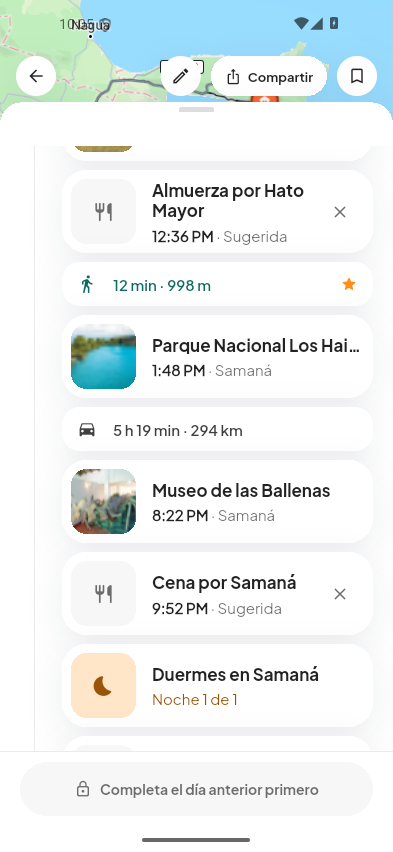 Nagua
Compartir
Almuerza por Hato
Mayor
12:36 PM · Sugerida
12 min · 998 m
Parque Nacional Los Hai...
1:48 PM · Samaná
5 h 19 min · 294 km
Museo de las Ballenas
8:22 PM · Samaná
Cena por Samaná
9:52 PM · Sugerida
Duermes en Samaná
Noche 1 de 1
Completa el día anterior primero